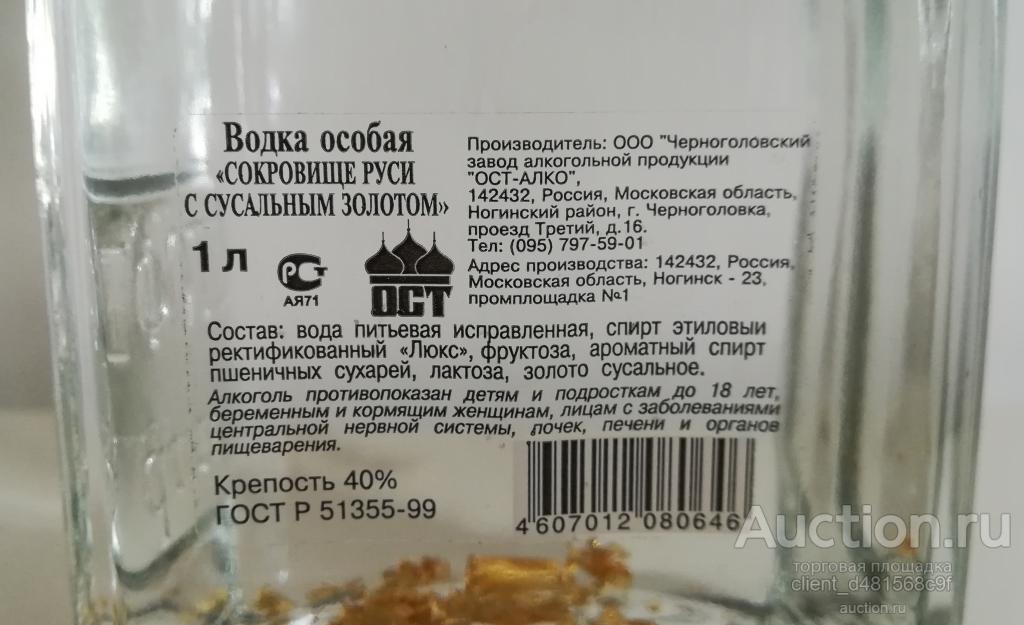 Водка особая
«СОКРОВИЩЕ РУСИ
С СУСАЛЬНЫМ ЗОЛОТОМ»
1 л
РСТ
АЯ71
ОСТ
Производитель: ООО "Черноголовский
завод алкогольной продукции
"ОСТ-АЛКО",
142432, Россия, Московская область,
Ногинский район, г. Черноголовка,
проезд Третий, д.16.
Тел: (095) 797-59-01
Адрес производства: 142432, Россия,
Московская область, Ногинск - 23,
промплощадка №1
Состав: вода питьевая исправленная, спирт этиловый
ректификованный «Люкс», фруктоза, ароматный спирт
пшеничных сухарей, лактоза, золото сусальное.
Алкоголь противопоказан детям и подросткам до 18 лет,
беременным и кормящим женщинам, лицам с заболеваниями
центральной нервной системы, почек, печени и органов
пищеварения.
Крепость 40%
ГОСТ Р 51355-99
4 607012 080646
Auction.ru
торговая площадка
client_d481568c9f
auction.ru